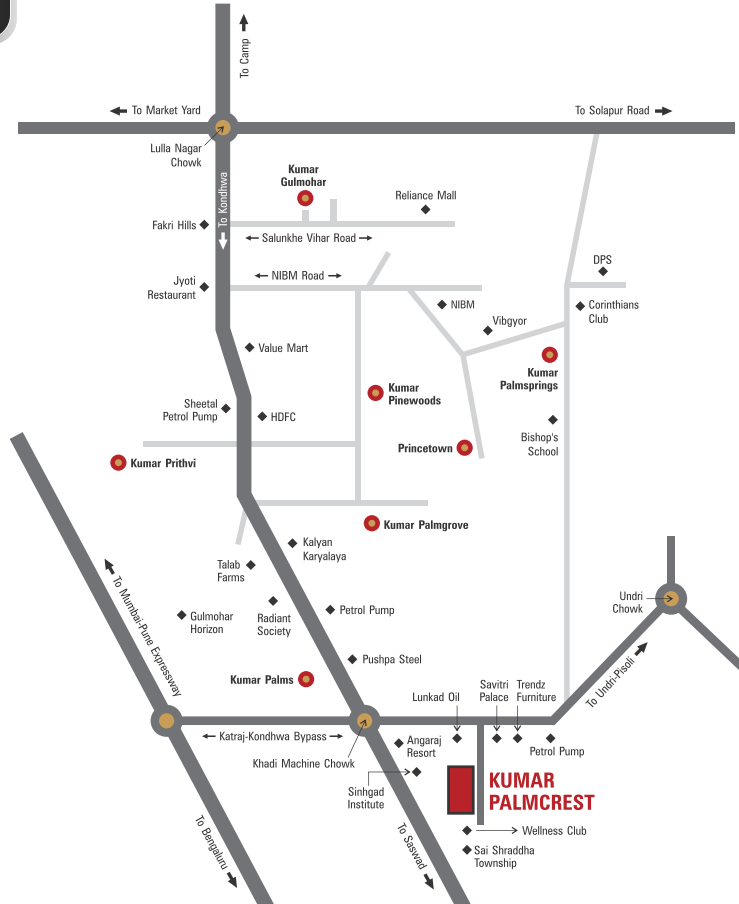 To Camp
To Market Yard
To Solapur Road
Lulla Nagar
Chowk
Kumar
Gulmohar
To Kondhwa
Reliance Mall
Fakri Hills
Salunkhe Vihar Road
DPS
Jyoti
Restaurant
NIBM Road
NIBM
Corinthians
Club
Vibgyor
Value Mart
Kumar
Palmsprings
Kumar
Pinewoods
Sheetal
Petrol Pump
HDFC
Bishop's
School
Princetown
Kumar Prithvi
Kumar Palmgrove
Kalyan
Karyalaya
Talab
Farms
To Mumbai-Pune Expressway
Undri
Chowk
Gulmohar
Horizon
Radiant
Society
Petrol Pump
Pushpa Steel
Kumar Palms
To Undri-Pisoli
Lunkad Oil
Savitri
Palace
Trendz
Furniture
Katraj-Kondhwa Bypass
Angaraj
Resort
Petrol Pump
Khadi Machine Chowk
Sinhgad
Institute
KUMAR
PALMCREST
To Bengaluru
To Saswad
Wellness Club
Sai Shraddha
Township